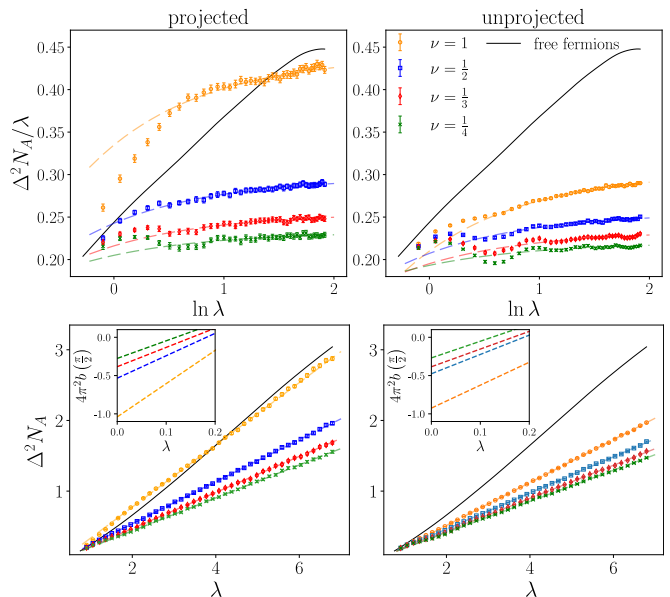 projected
unprojected
0.45
0.40
0.35
0.30
0.25
0.20
Δ²N_A/λ
0
1
2
ln λ
0.45
0.40
0.35
0.30
0.25
0.20
0
1
2
ln λ
ν = 1
ν = 1/2
ν = 1/3
ν = 1/4
free fermions
3
2
1
Δ²N_A
2
4
6
λ
0.0
−0.5
−1.0
4π²b(π/2)
0.0
0.1
0.2
λ
3
2
1
2
4
6
λ
0.0
−0.5
−1.0
4π²b(π/2)
0.0
0.1
0.2
λ